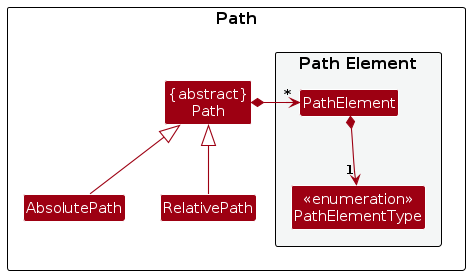 Path
Path Element
{abstract}
Path
*
PathElement
1
AbsolutePath
RelativePath
«enumeration»
PathElementType